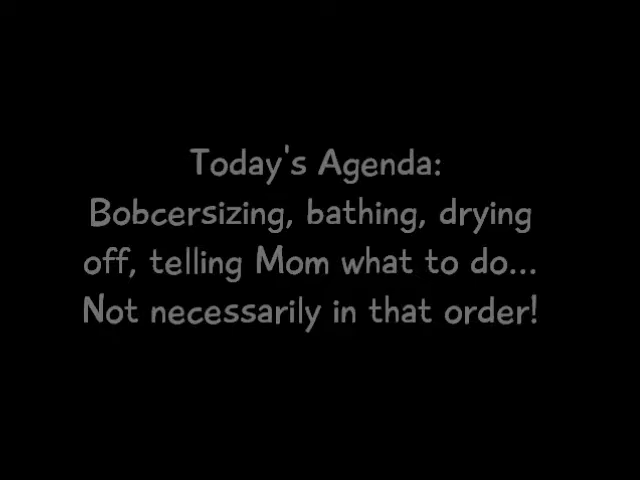 Today's Agenda:
Bobcersizing, bathing, drying
off, telling Mom what to do...
Not necessarily in that order!